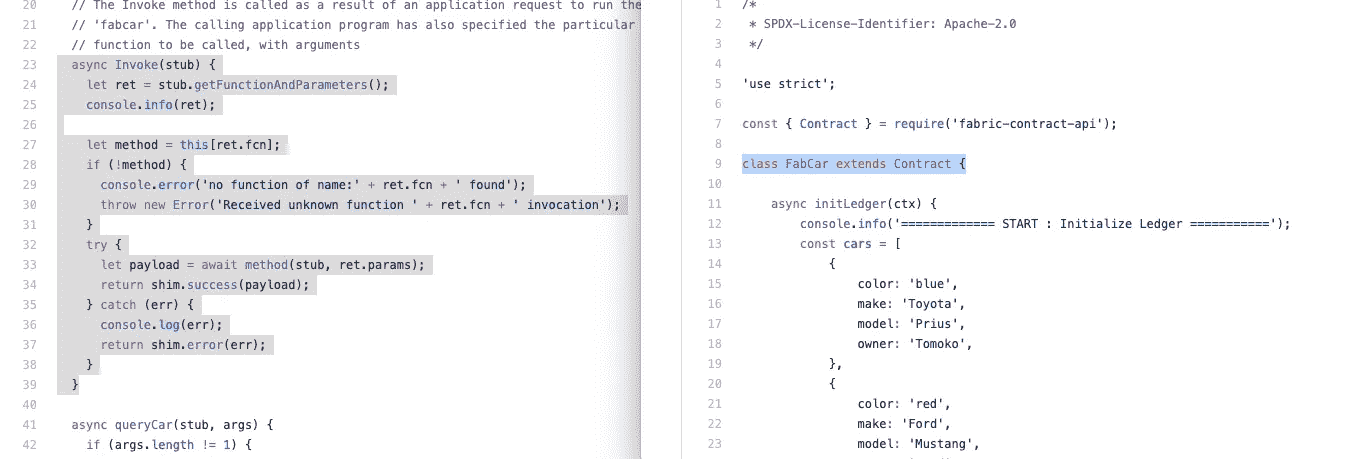 20 // The Invoke method is called as a result of an application request to run the
21 // 'fabcar'. The calling application program has also specified the particular
22 // function to be called, with arguments
23 async Invoke(stub) {
24 let ret = stub.getFunctionAndParameters();
25 console.info(ret);
26
27 let method = this[ret.fcn];
28 if (!method) {
29 console.error('no function of name:' + ret.fcn + ' found');
30 throw new Error('Received unknown function ' + ret.fcn + ' invocation');
31 }
32 try {
33 let payload = await method(stub, ret.params);
34 return shim.success(payload);
35 } catch (err) {
36 console.log(err);
37 return shim.error(err);
38 }
39 }
40
41 async queryCar(stub, args) {
42 if (args.length != 1) {
1 /*
2 * SPDX-License-Identifier: Apache-2.0
3 */
4
5 'use strict';
6
7 const { Contract } = require('fabric-contract-api');
8
9 class FabCar extends Contract {
10
11 async initLedger(ctx) {
12 console.info('============= START : Initialize Ledger ===========');
13 const cars = [
14 {
15 color: 'blue',
16 make: 'Toyota',
17 model: 'Prius',
18 owner: 'Tomoko',
19 },
20 {
21 color: 'red',
22 make: 'Ford',
23 model: 'Mustang',